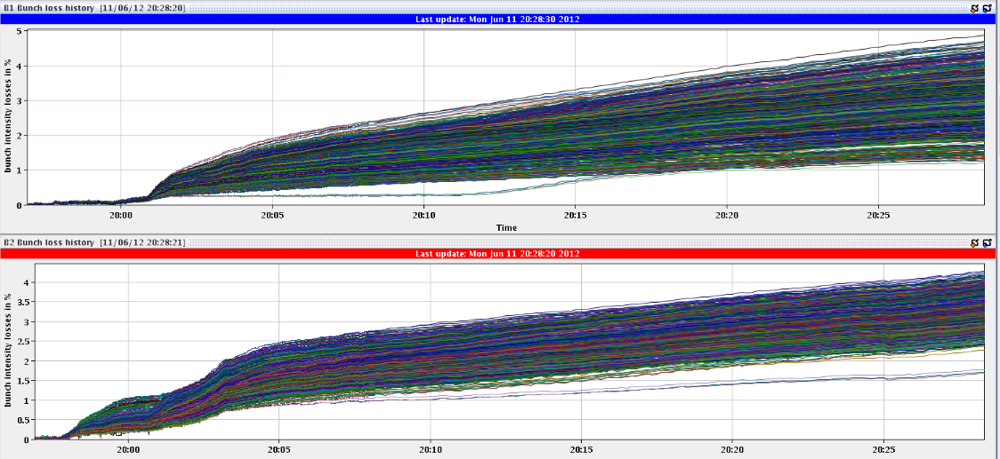 B1 Bunch loss history [11/06/12 20:28:20]
Last update: Mon Jun 11 20:28:30 2012
bunch intensity losses in %
5
4
3
2
1
0
20:00 20:05 20:10 20:15 20:20 20:25
Time
B2 Bunch loss history [11/06/12 20:28:21]
Last update: Mon Jun 11 20:28:20 2012
bunch intensity losses in %
4
3.5
3
2.5
2
1.5
1
0.5
0
20:00 20:05 20:10 20:15 20:20 20:25